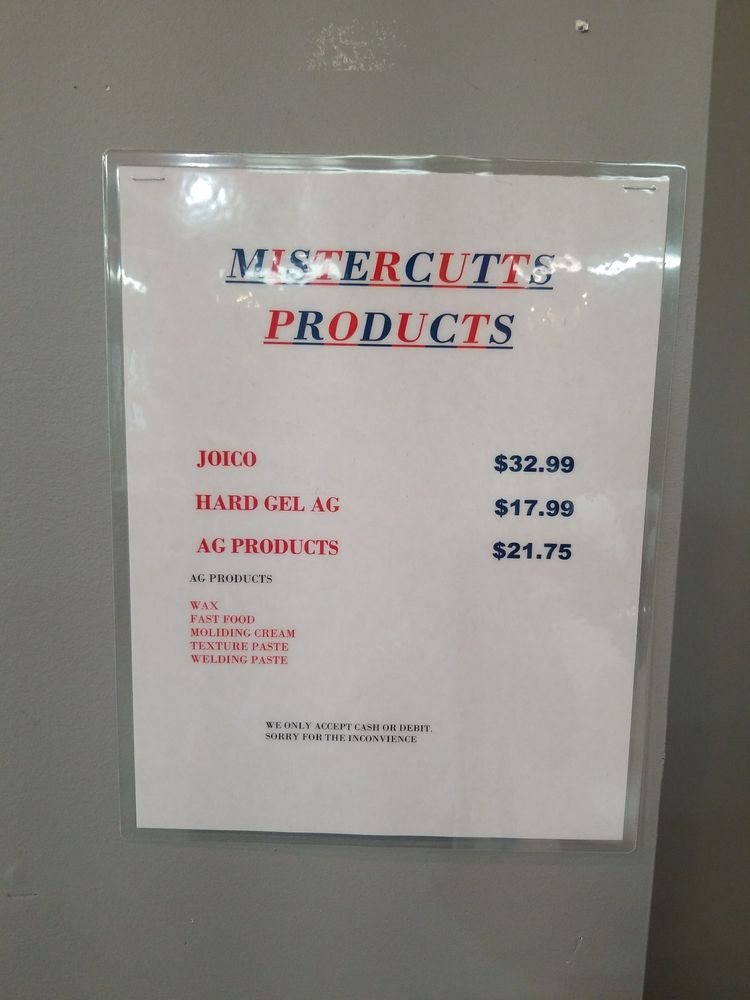 MISTERCUTTS
PRODUCTS
JOICO $32.99
HARD GEL AG $17.99
AG PRODUCTS $21.75
AG PRODUCTS
WAX
FAST FOOD
MOLIDING CREAM
TEXTURE PASTE
WELDING PASTE
WE ONLY ACCEPT CASH OR DEBIT.
SORRY FOR THE INCONVIENCE